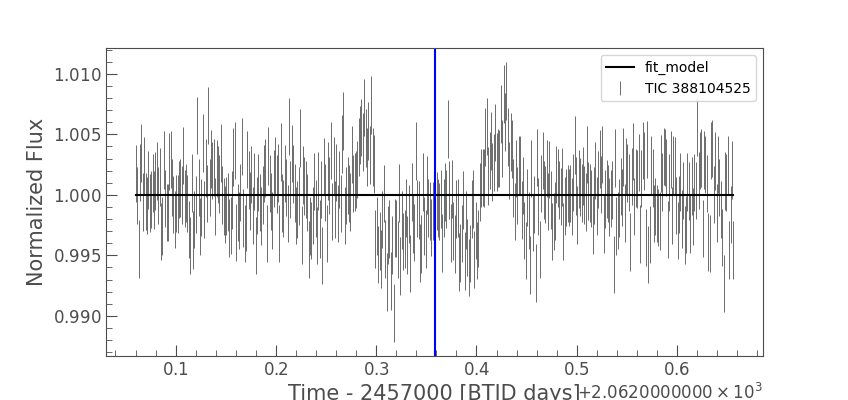 fit_model
TIC 388104525
1.010
1.005
1.000
0.995
0.990
Normalized Flux
0.1 0.2 0.3 0.4 0.5 0.6
Time - 2457000 [BTJD days]
+2.0620000000 × 10³